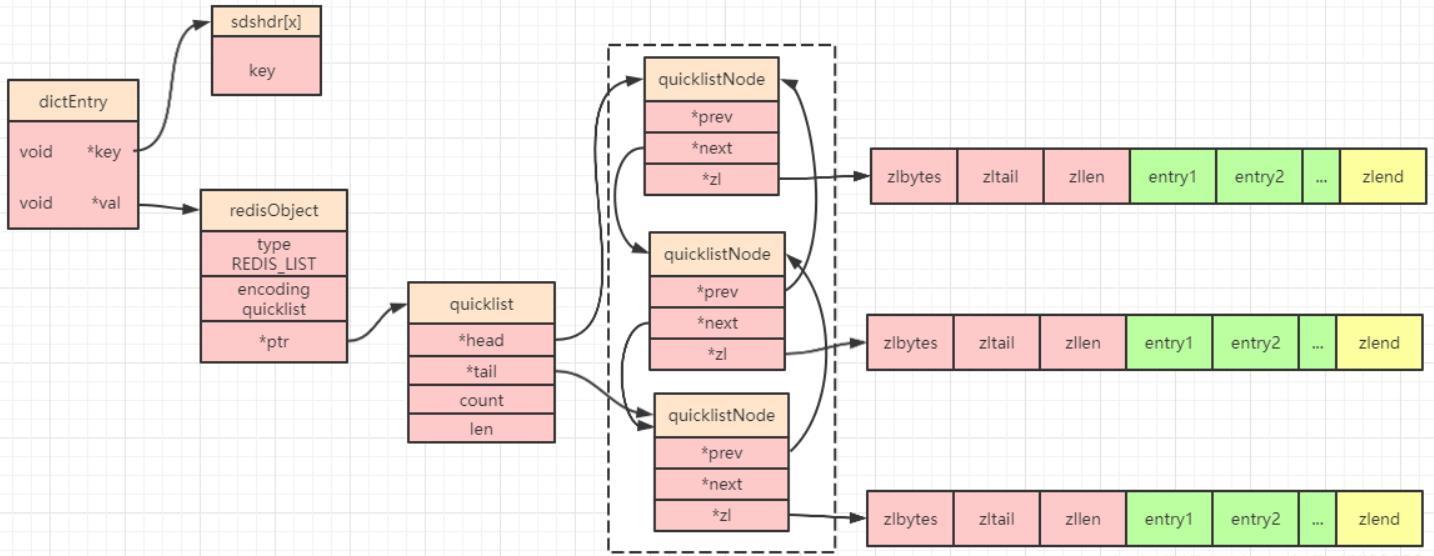 sdshdr[x]
key
dictEntry
void *key
void *val
redisObject
type
REDIS_LIST
encoding
quicklist
*ptr
quicklist
*head
*tail
count
len
quicklistNode
*prev
*next
*zl
quicklistNode
*prev
*next
*zl
quicklistNode
*prev
*next
*zl
zlbytes zltail zllen entry1 entry2 ... zlend
zlbytes zltail zllen entry1 entry2 ... zlend
zlbytes zltail zllen entry1 entry2 ... zlend